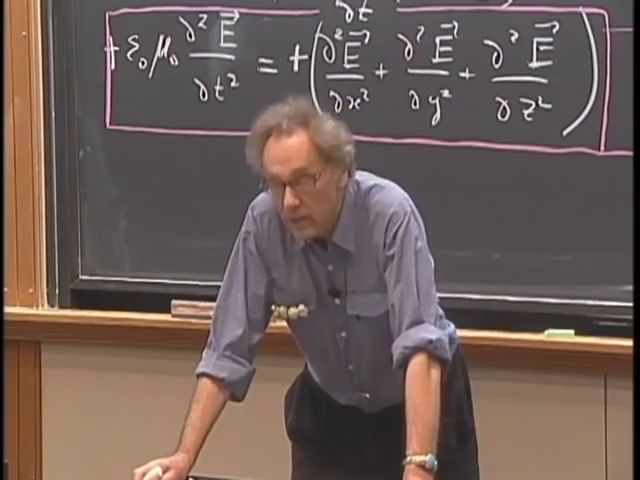 ∂t
+ε₀μ₀ ∂²E⃗/∂t² = +(∂²E⃗/∂x² + ∂²E⃗/∂y² + ∂²E⃗/∂z²)